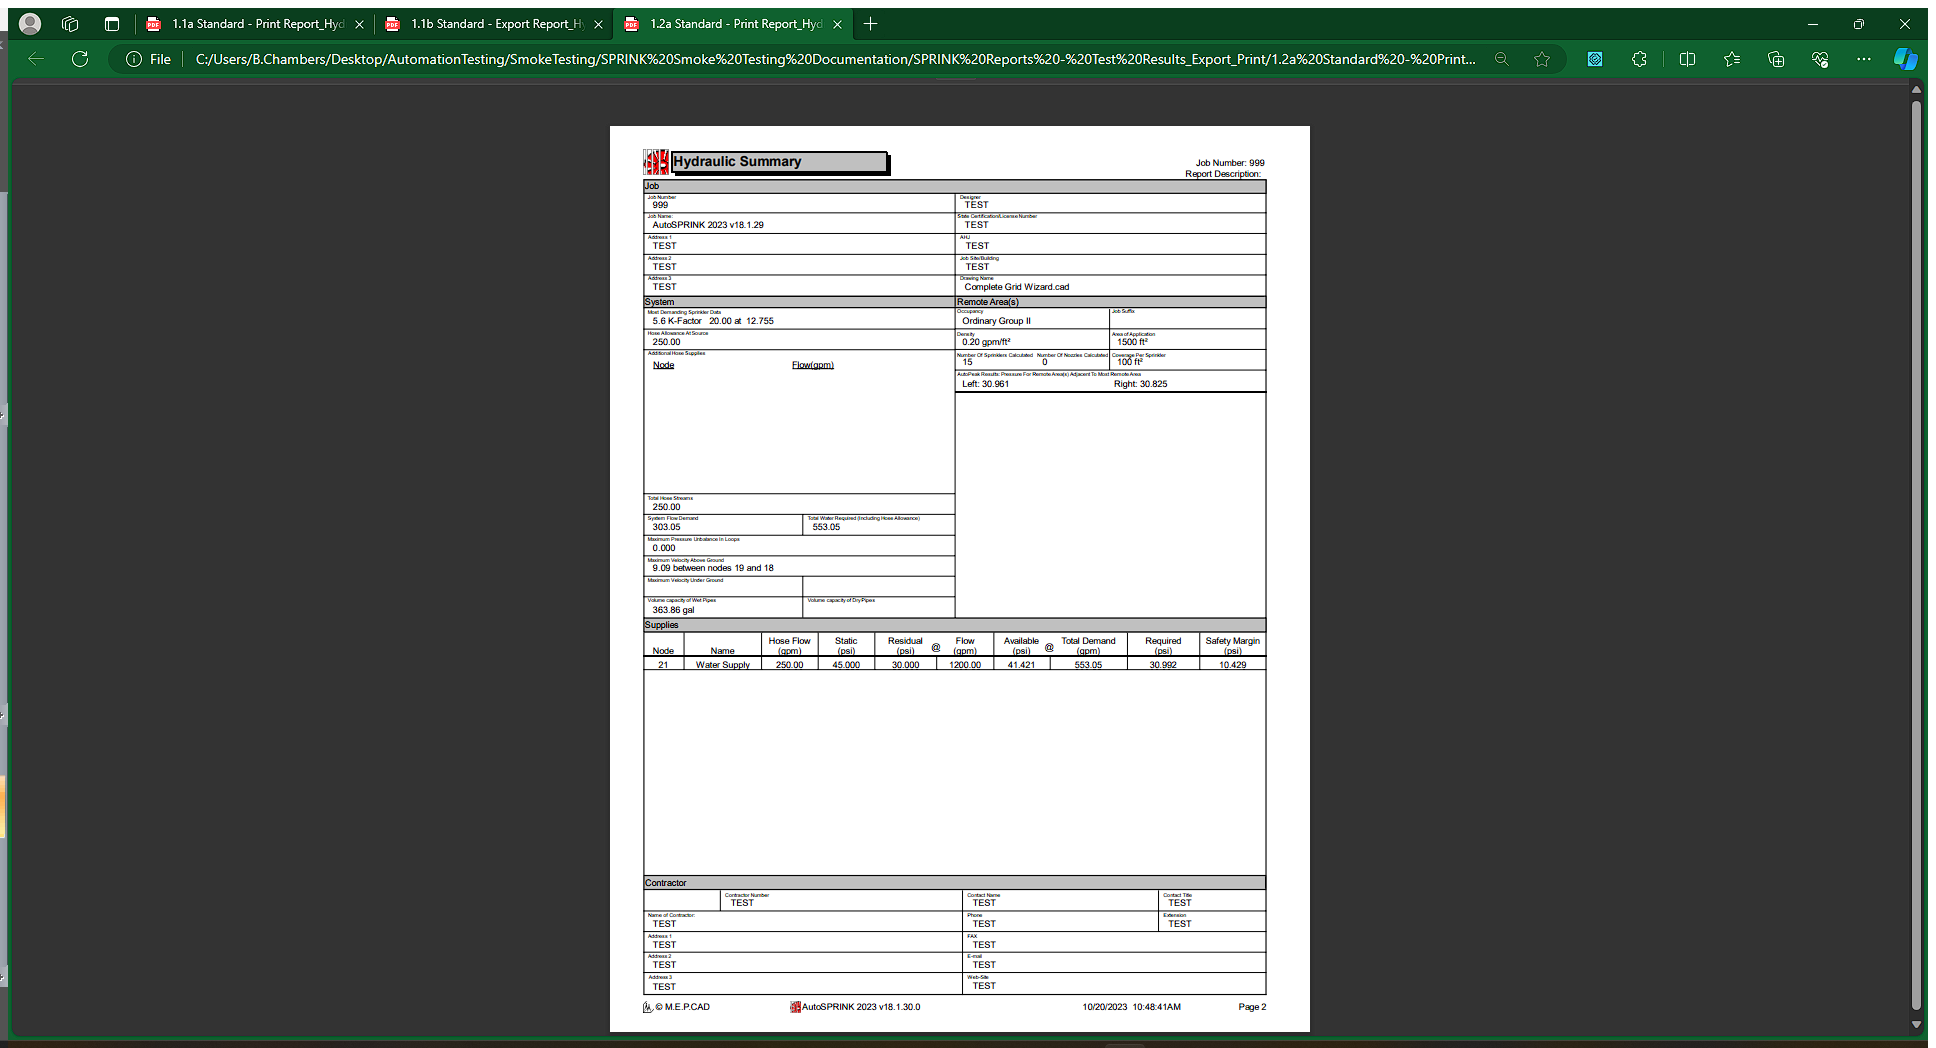 1.1a Standard - Print Report_Hyd
1.1b Standard - Export Report_Hy
1.2a Standard - Print Report_Hyd
File
C:/Users/B.Chambers/Desktop/AutomationTesting/SmokeTesting/SPRINK%20Smoke%20Testing%20Documentation/SPRINK%20Reports%20-%20Test%20Results_Export_Print/1.2a%20Standard%20-%20Print...
Hydraulic Summary
Job Number: 999
Report Description:
Job
Job Number
999
Designer
TEST
Job Name:
AutoSPRINK 2023 v18.1.29
State Certification/License Number
TEST
Address 1
TEST
AHJ
TEST
Address 2
TEST
Job Site/Building
TEST
Address 3
TEST
Drawing Name
Complete Grid Wizard.cad
System
Remote Area(s)
Most Demanding Sprinkler Data
5.6 K-Factor 20.00 at 12.755
Occupancy
Ordinary Group II
Job Suffix
Hose Allowance At Source
250.00
Density
0.20 gpm/ft²
Area of Application
1500 ft²
Additional Hose Supplies
Node Flow(gpm)
Number Of Sprinklers Calculated
15
Number Of Nozzles Calculated
0
Coverage Per Sprinkler
100 ft²
AutoPeak Results: Pressure For Remote Area(s) Adjacent To Most Remote Area
Left: 30.961 Right: 30.825
Total Hose Streams
250.00
System Flow Demand
303.05
Total Water Required (Including Hose Allowance)
553.05
Maximum Pressure Unbalance In Loops
0.000
Maximum Velocity Above Ground
9.09 between nodes 19 and 18
Maximum Velocity Under Ground
Volume capacity of Wet Pipes
363.86 gal
Volume capacity of Dry Pipes
Supplies
Node Name Hose Flow (gpm) Static (psi) Residual (psi) @ Flow (gpm) Available (psi) @ Total Demand (gpm) Required (psi) Safety Margin (psi)
21 Water Supply 250.00 45.000 30.000 1200.00 41.421 553.05 30.992 10.429
Contractor
Contractor Number
TEST
Contact Name
TEST
Contact Title
TEST
Name of Contractor:
TEST
Phone
TEST
Extension
TEST
Address 1
TEST
FAX
TEST
Address 2
TEST
E-mail
TEST
Address 3
TEST
Web-Site
TEST
© M.E.P.CAD
AutoSPRINK 2023 v18.1.30.0
10/20/2023 10:48:41AM
Page 2